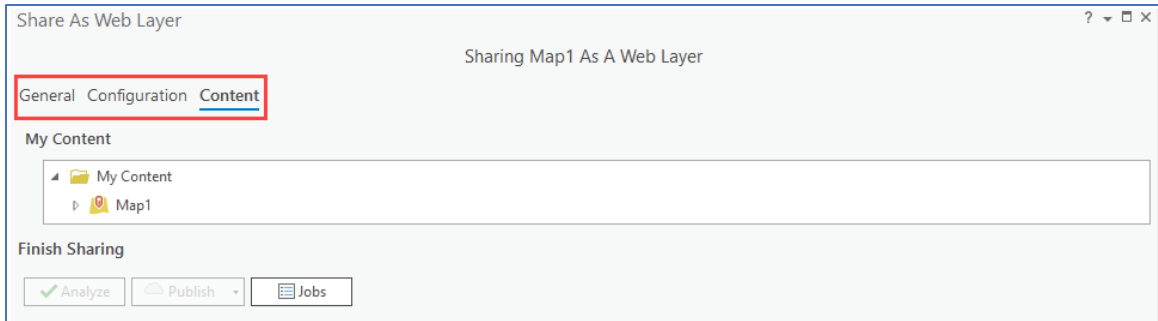 Share As Web Layer ?
Sharing Map1 As A Web Layer
General Configuration Content
My Content
My Content
Map1
Finish Sharing
Analyze Publish Jobs